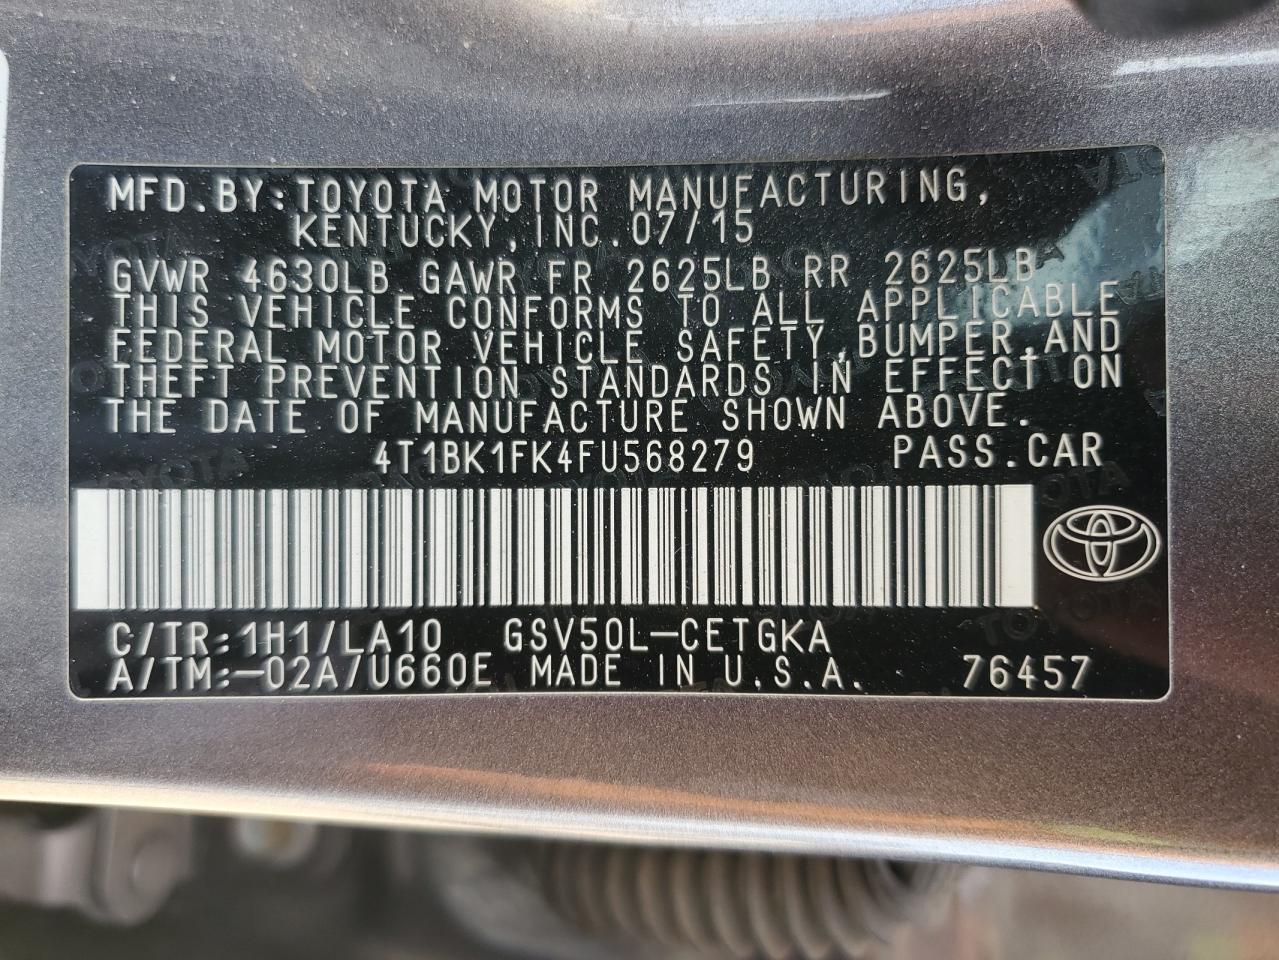 MFD.BY:TOYOTA MOTOR MANUFACTURING,
KENTUCKY,INC.07/15
GVWR 4630LB GAWR FR 2625LB RR 2625LB
THIS VEHICLE CONFORMS TO ALL APPLICABLE
FEDERAL MOTOR VEHICLE SAFETY,BUMPER,AND
THEFT PREVENTION STANDARDS IN EFFECT ON
THE DATE OF MANUFACTURE SHOWN ABOVE.
4T1BK1FK4FU568279 PASS.CAR
C/TR:1H1/LA10 GSV50L-CETGKA
A/TM:-02A/U660E MADE IN U.S.A. 76457